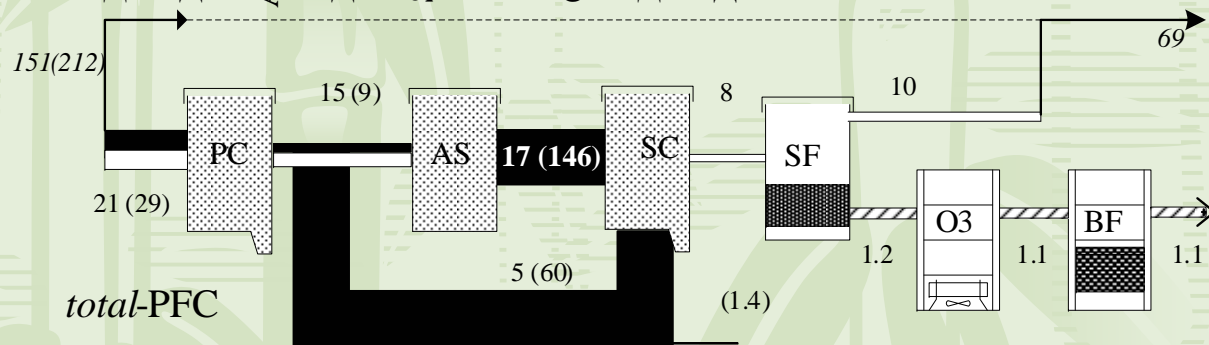 69
151(212)
15 (9)
8
10
PC
AS
17 (146)
SC
SF
21 (29)
O3
BF
1.2
1.1
1.1
5 (60)
(1.4)
total-PFC